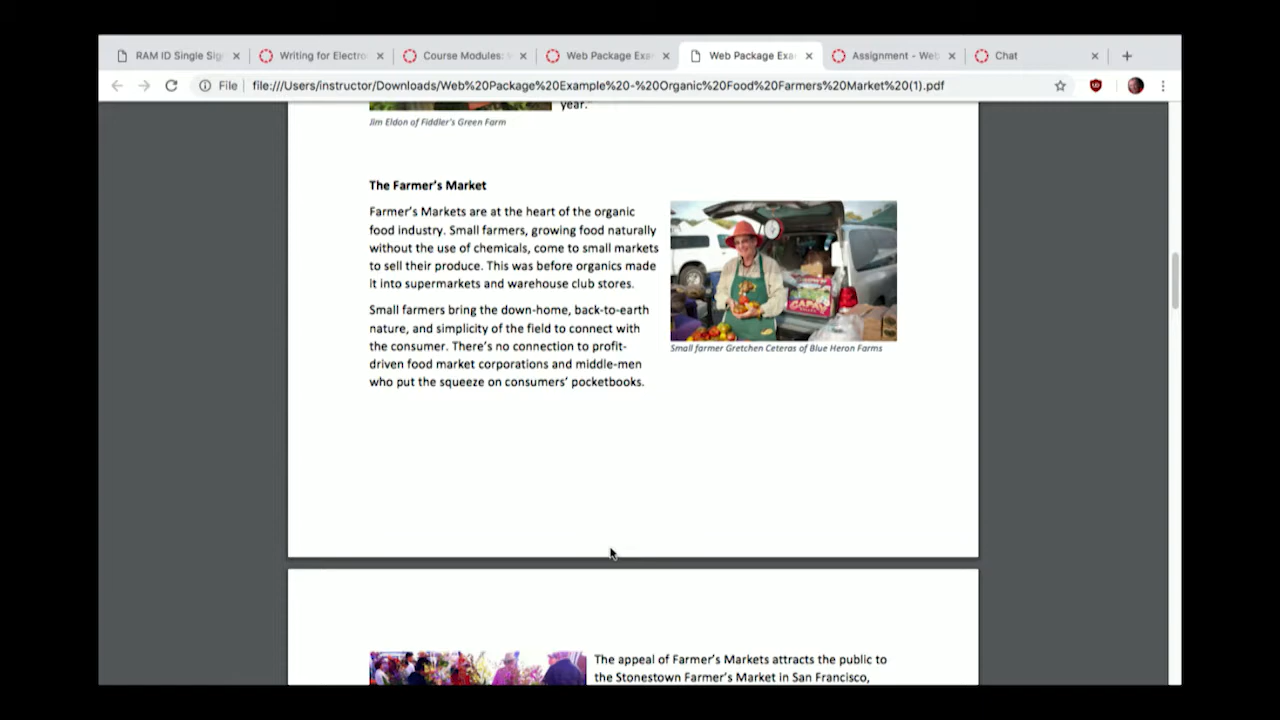 RAM ID Single Sig
Writing for Electro
Course Modules:
Web Package Exa
Web Package Exa
Assignment - Web
Chat
File
file:///Users/instructor/Downloads/Web%20Package%20Example%20-%20Organic%20Food%20Farmers%20Market%20(1).pdf
year."
Jim Eldon of Fiddler's Green Farm
The Farmer's Market
Farmer's Markets are at the heart of the organic
food industry. Small farmers, growing food naturally
without the use of chemicals, come to small markets
to sell their produce. This was before organics made
it into supermarkets and warehouse club stores.
Small farmers bring the down-home, back-to-earth
nature, and simplicity of the field to connect with
the consumer. There's no connection to profit-
driven food market corporations and middle-men
who put the squeeze on consumers' pocketbooks.
CAPAY
Small farmer Gretchen Ceteras of Blue Heron Farms
The appeal of Farmer's Markets attracts the public to
the Stonestown Farmer's Market in San Francisco,